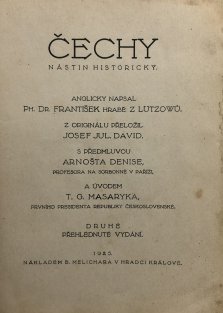 ČECHY
NÁSTIN HISTORICKÝ.
ANGLICKY NAPSAL
PH. DR. FRANTIŠEK HRABĚ Z LÜTZOWŮ.
Z ORIGINÁLU PŘELOŽIL
JOSEF JUL. DAVID.
S PŘEDMLUVOU
ARNOŠTA DENISE,
PROFESORA NA SORBONNĚ V PAŘÍŽI,
A ÚVODEM
T. G. MASARYKA,
PRVNÍHO PRESIDENTA REPUBLIKY ČESKOSLOVENSKÉ.
DRUHÉ
PŘEHLÉDNUTÉ VYDÁNÍ.
NÁKLADEM B. MELICHARA V HRADCI KRÁLOVÉ.